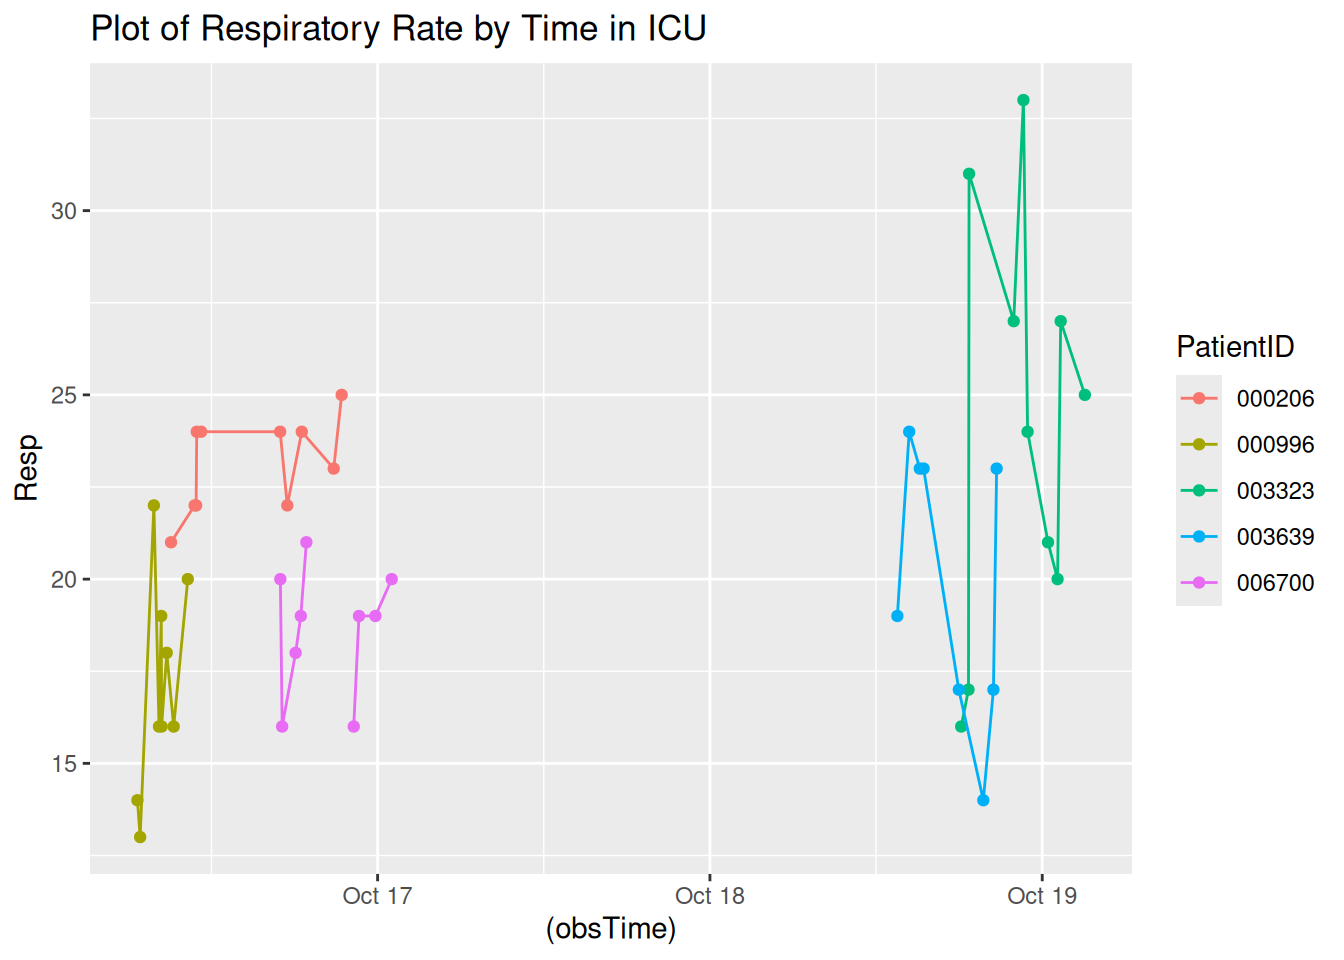 Plot of Respiratory Rate by Time in ICU
Resp
30
25
20
15
Oct 17
Oct 18
Oct 19
(obsTime)
PatientID
000206
000996
003323
003639
006700